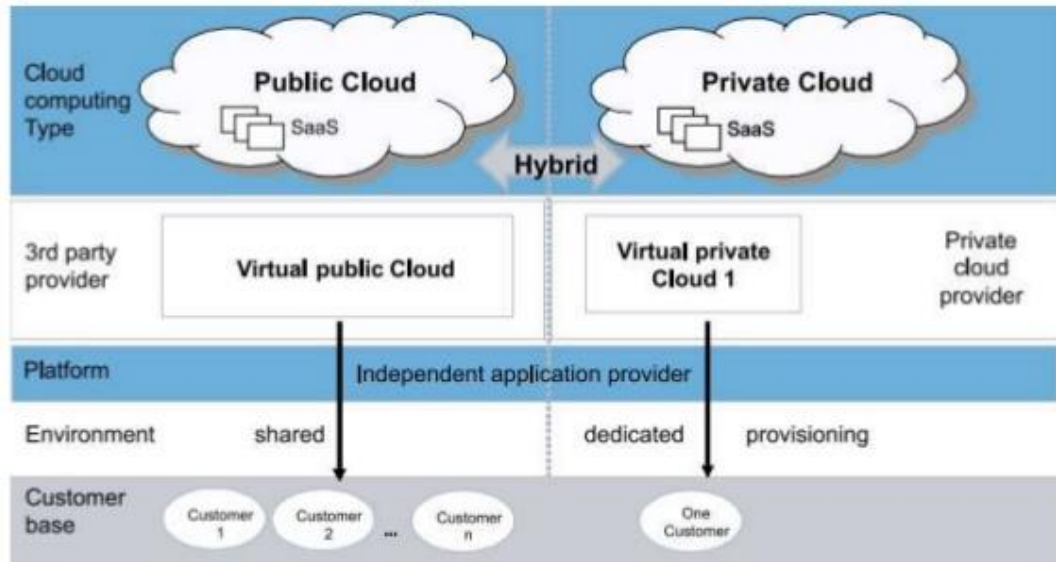 Cloud
computing
Type
Public Cloud
SaaS
Private Cloud
SaaS
Hybrid
3rd party
provider
Virtual public Cloud
Virtual private
Cloud 1
Private
cloud
provider
Platform
Independent application provider
Environment
shared
dedicated
provisioning
Customer
base
Customer
1
Customer
2
...
Customer
n
One
Customer